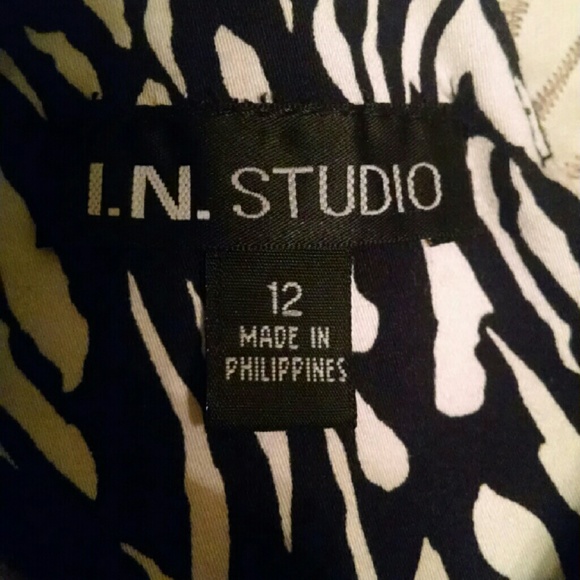 I.N. STUDIO
12
MADE IN
PHILIPPINES